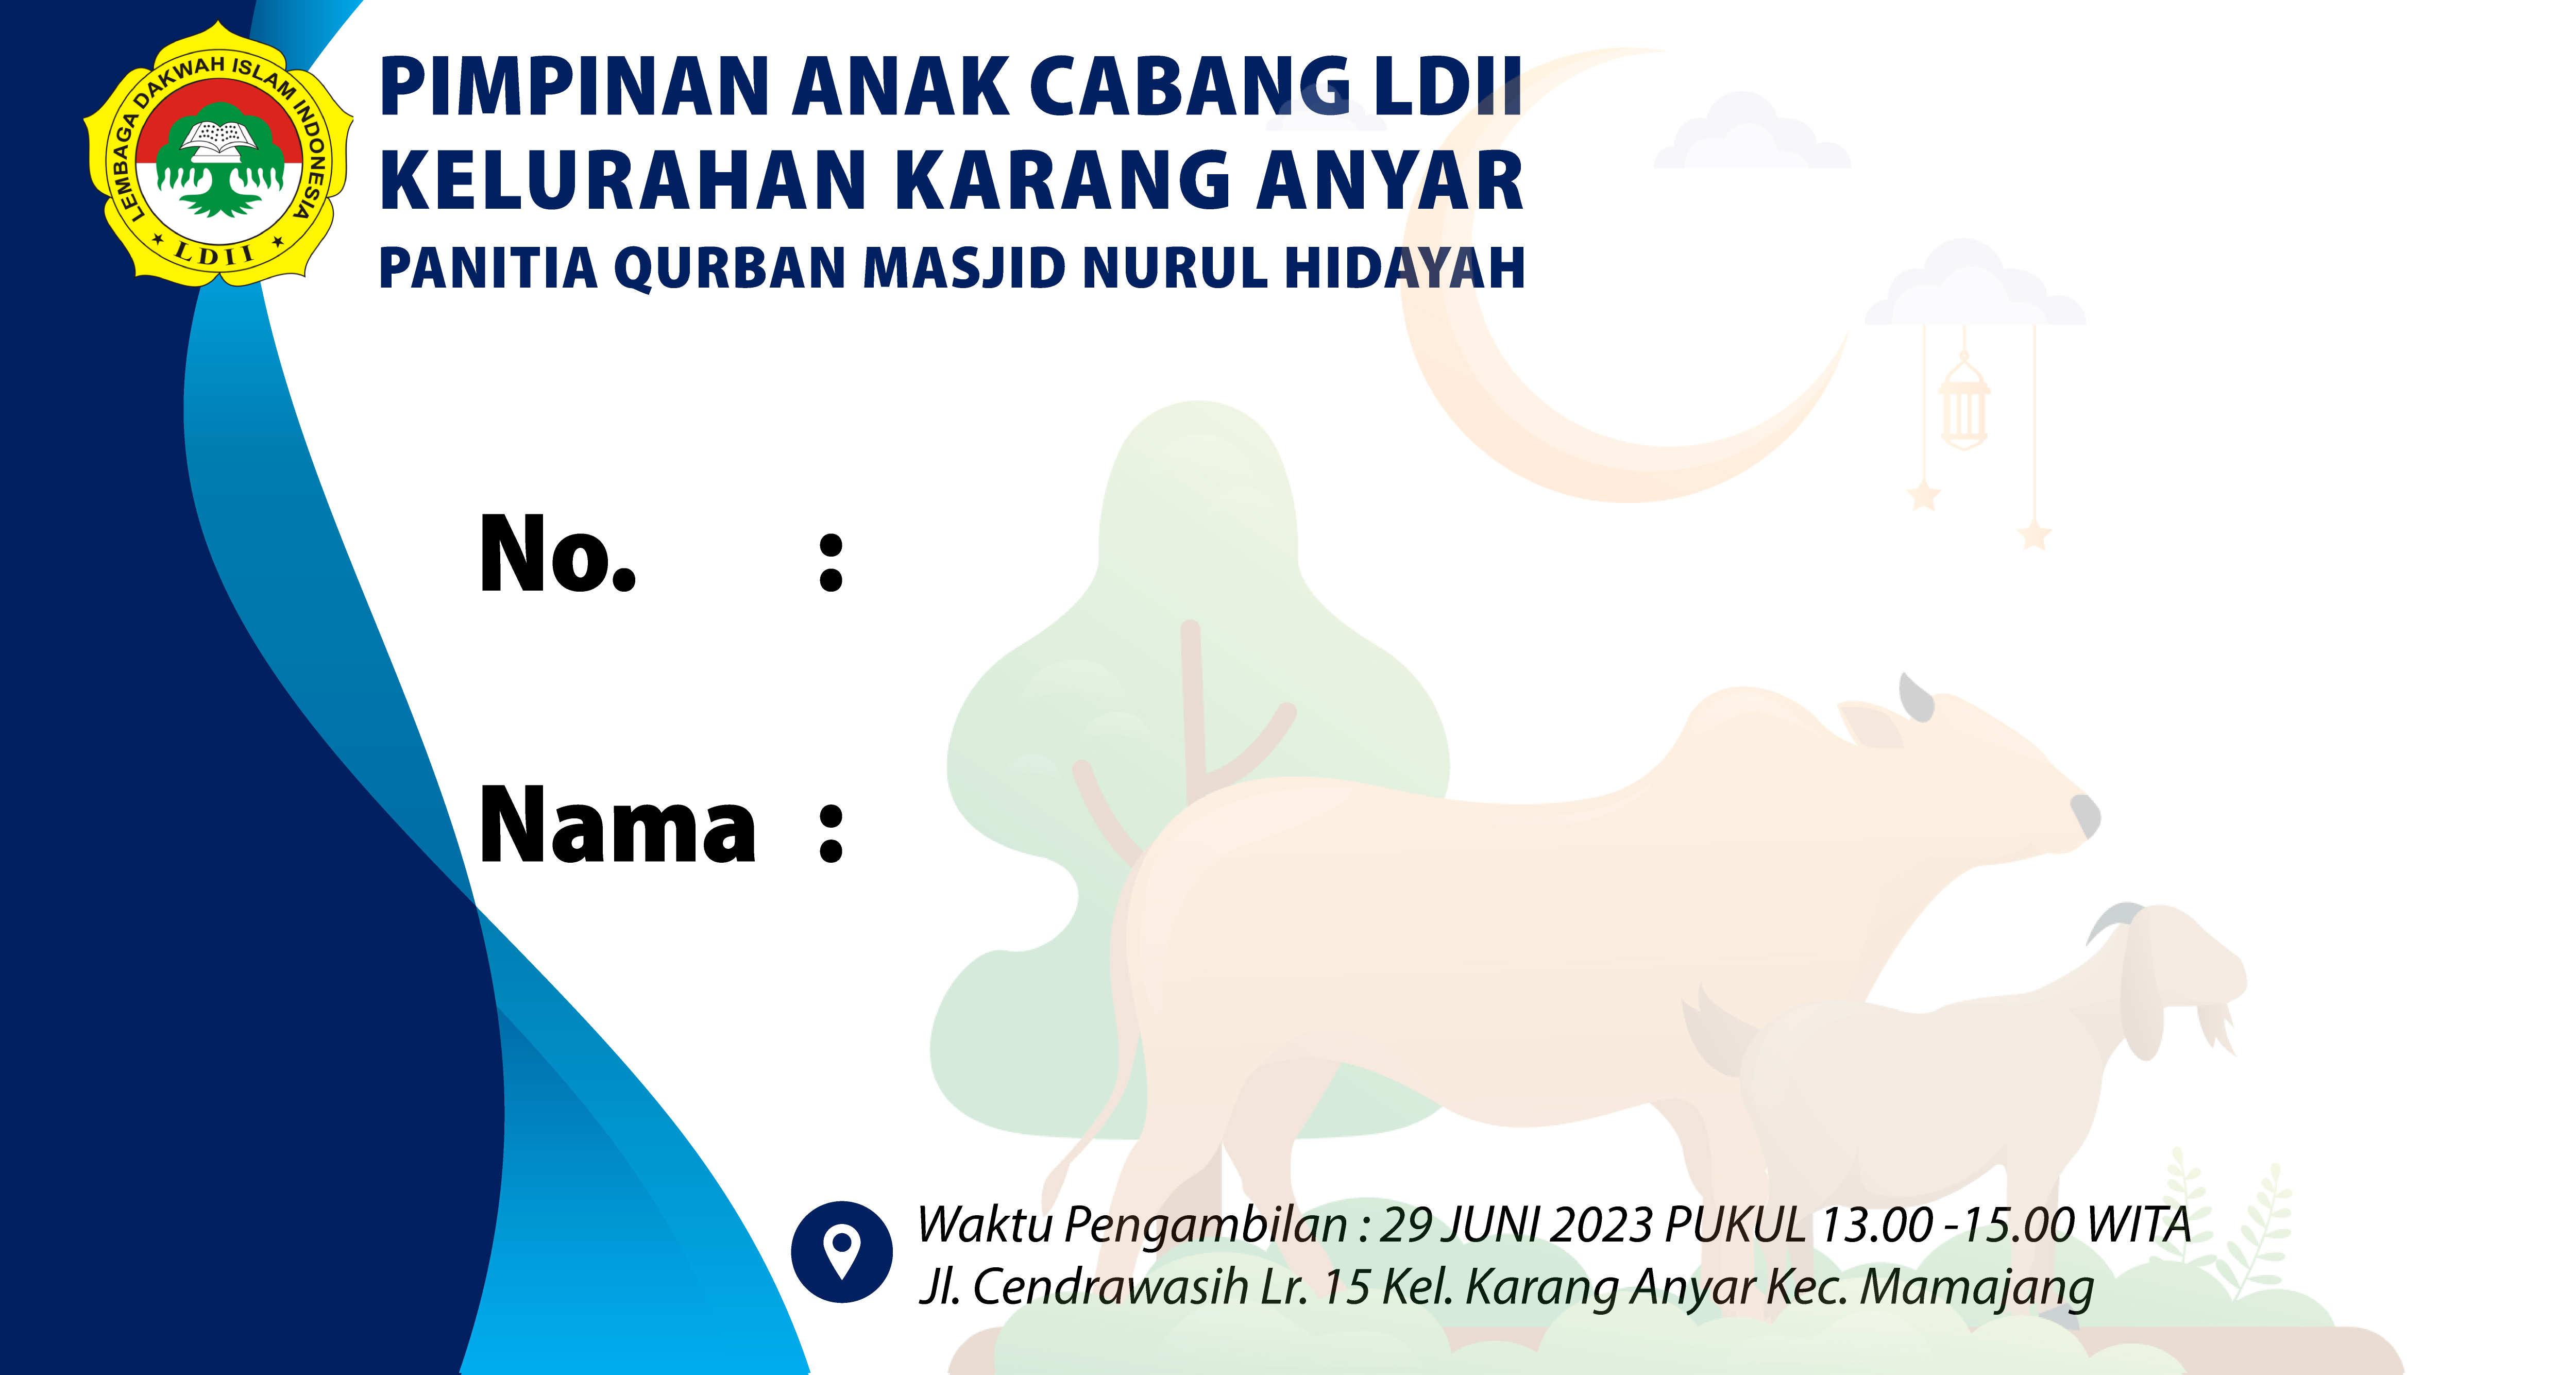 LEMBAGA DAKWAH ISLAM INDONESIA
LDII
PIMPINAN ANAK CABANG LDII
KELURAHAN KARANG ANYAR
PANITIA QURBAN MASJID NURUL HIDAYAH
No. :
Nama :
Waktu Pengambilan : 29 JUNI 2023 PUKUL 13.00 -15.00 WITA
Jl. Cendrawasih Lr. 15 Kel. Karang Anyar Kec. Mamajang